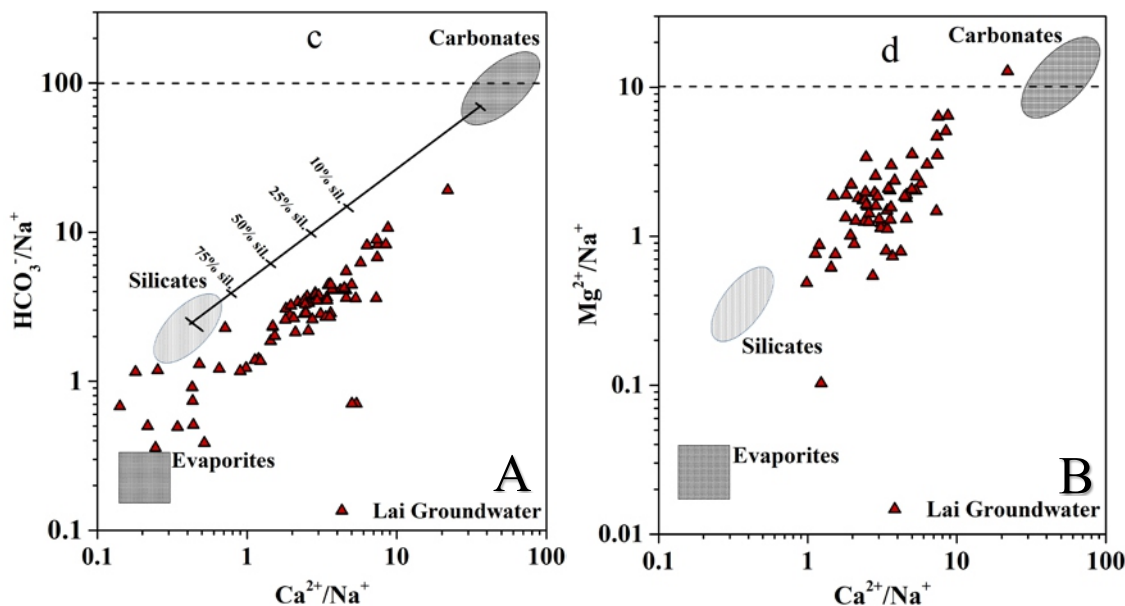 c
Carbonates
100
10% sil.
25% sil.
50% sil.
75% sil.
10
Silicates
1
Evaporites
A
Lai Groundwater
0.1
0.1 1 10 100
HCO₃⁻/Na⁺
Ca²⁺/Na⁺
d
Carbonates
10
1
Silicates
0.1
Evaporites
B
Lai Groundwater
0.01
0.1 1 10 100
Mg²⁺/Na⁺
Ca²⁺/Na⁺